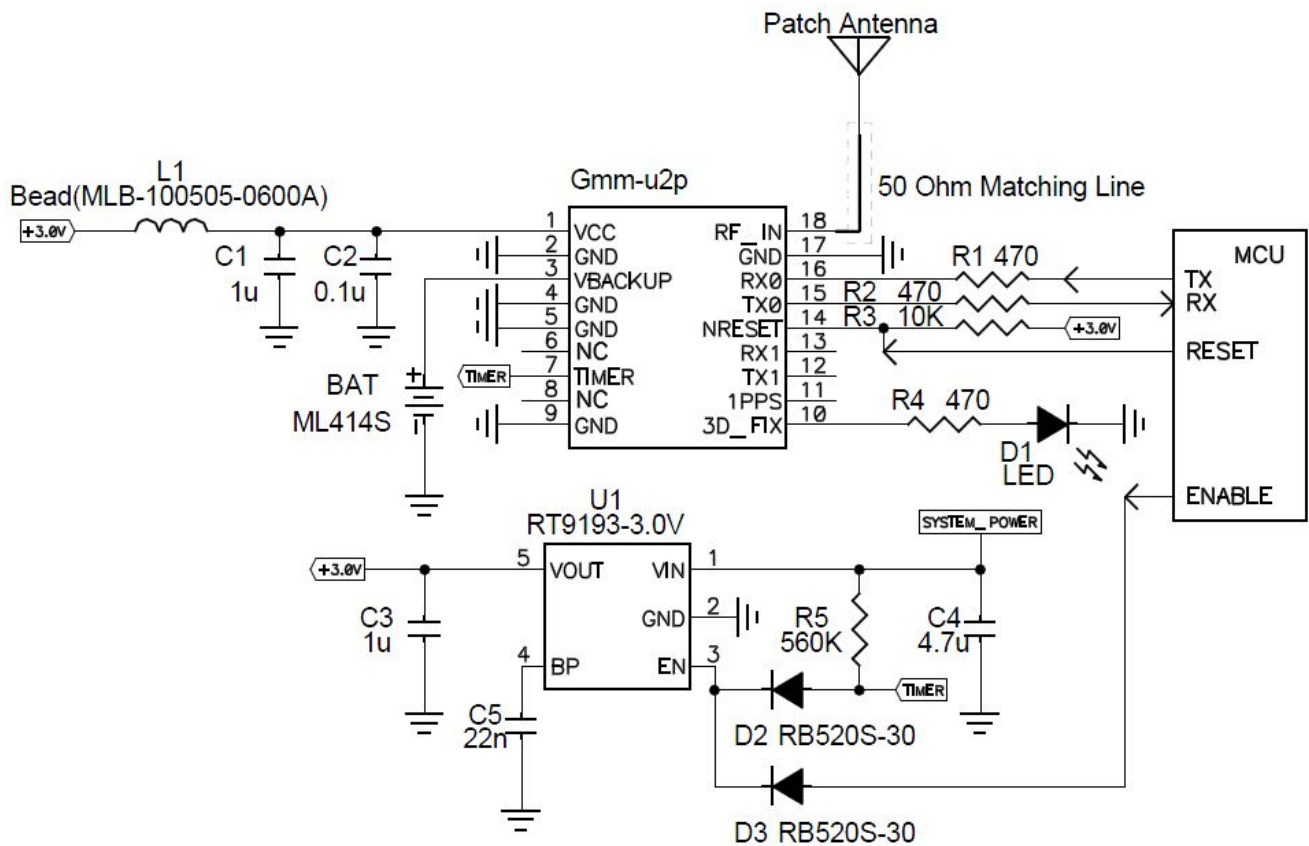 Patch Antenna
L1
Bead(MLB-100505-0600A)
+3.0V
C1
1u
C2
0.1u
Gmm-u2p
50 Ohm Matching Line
1 VCC
2 GND
3 VBACKUP
4 GND
5 GND
6 NC
7 TIMER
8 NC
9 GND
RF_IN 18
GND 17
RX0 16
TX0 15
NRESET 14
RX1 13
TX1 12
1PPS 11
3D_FIX 10
TIMER
BAT
ML414S
+
R1 470
R2 470
R3 10K
+3.0V
R4 470
D1
LED
MCU
TX
RX
RESET
ENABLE
U1
RT9193-3.0V
+3.0V
5 VOUT
4 BP
VIN 1
GND 2
EN 3
C3
1u
C5
22n
SYSTEM_POWER
R5
560K
C4
4.7u
TIMER
D2 RB520S-30
D3 RB520S-30